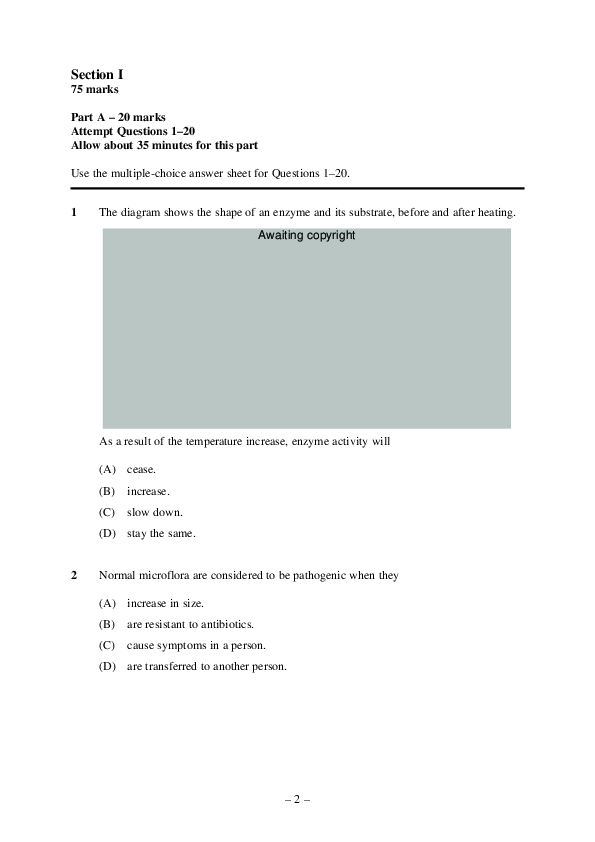 Section I
75 marks
Part A – 20 marks
Attempt Questions 1–20
Allow about 35 minutes for this part
Use the multiple-choice answer sheet for Questions 1–20.
1 The diagram shows the shape of an enzyme and its substrate, before and after heating.
Awaiting copyright
As a result of the temperature increase, enzyme activity will
(A) cease.
(B) increase.
(C) slow down.
(D) stay the same.
2 Normal microflora are considered to be pathogenic when they
(A) increase in size.
(B) are resistant to antibiotics.
(C) cause symptoms in a person.
(D) are transferred to another person.
– 2 –